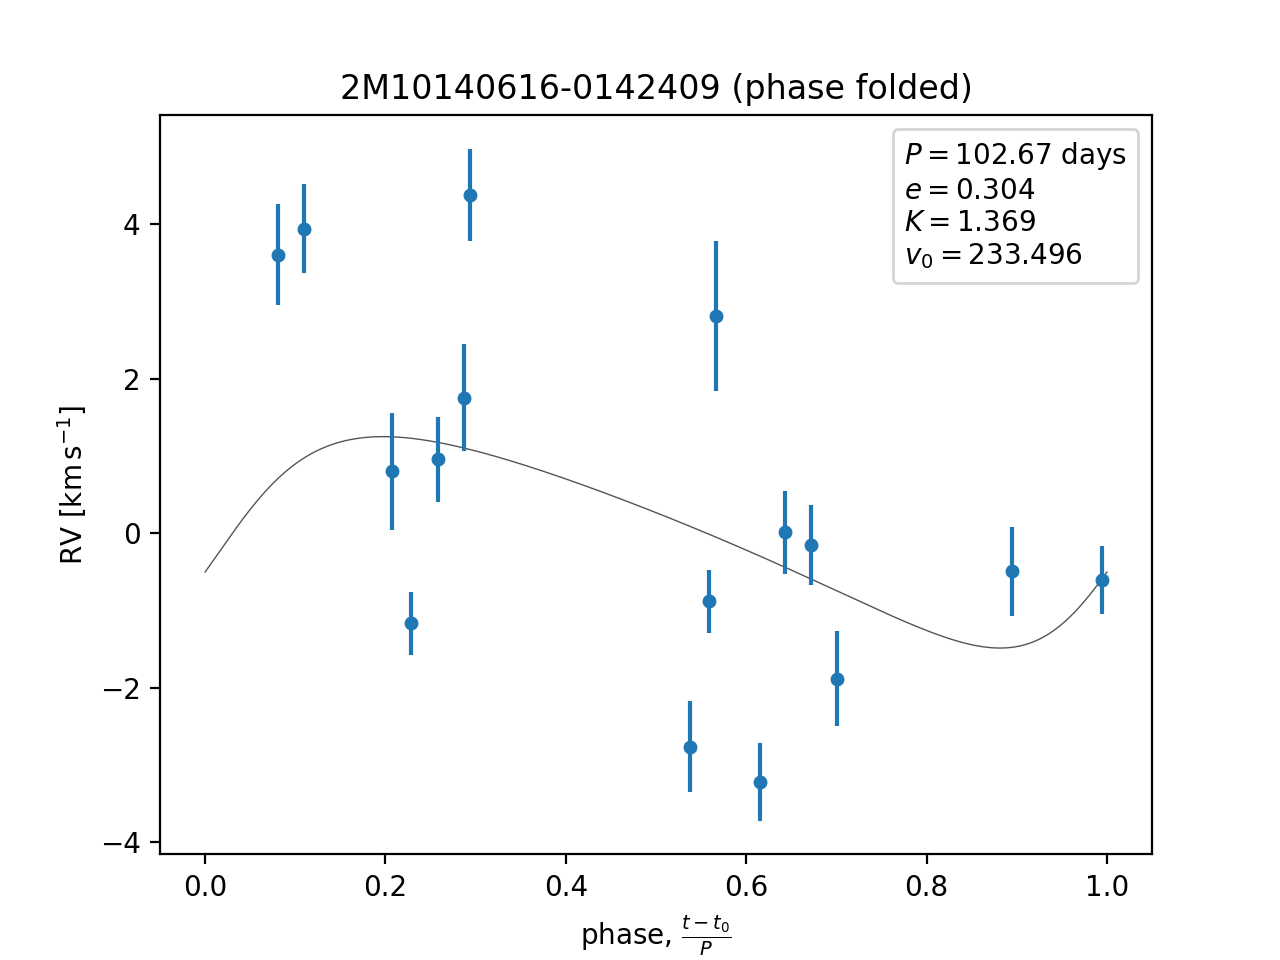 2M10140616-0142409 (phase folded)
P = 102.67 days
e = 0.304
K = 1.369
v₀ = 233.496
RV [km s⁻¹]
4
2
0
−2
−4
0.0 0.2 0.4 0.6 0.8 1.0
phase, (t − t₀)/P